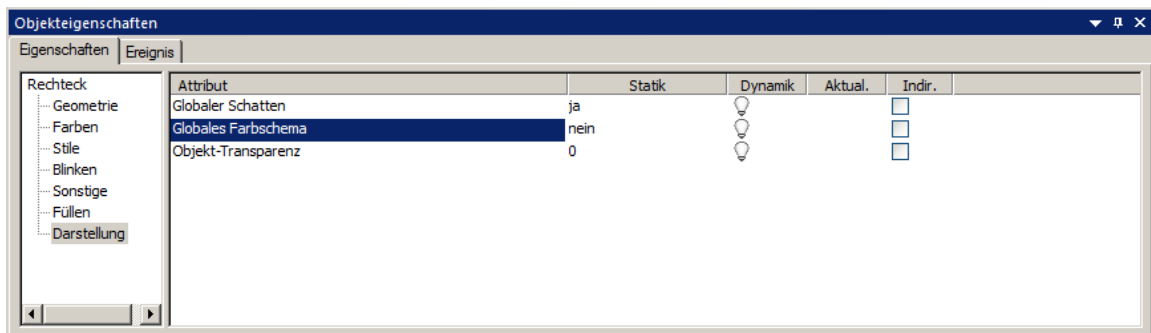 Objekteigenschaften
Eigenschaften Ereignis
Rechteck
Geometrie
Farben
Stile
Blinken
Sonstige
Füllen
Darstellung
Attribut Statik Dynamik Aktual. Indir.
Globaler Schatten ja
Globales Farbschema nein
Objekt-Transparenz 0